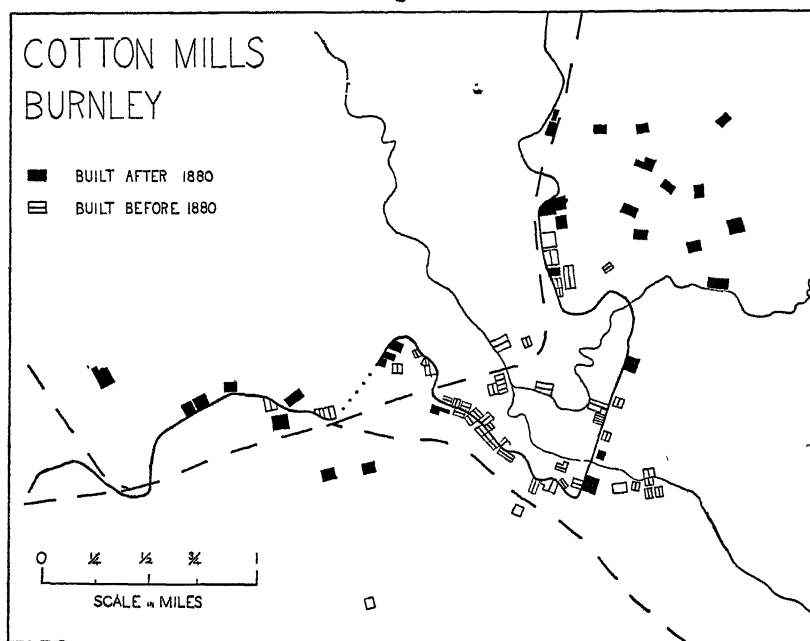 COTTON MILLS
BURNLEY
BUILT AFTER 1880
BUILT BEFORE 1880
0 ¼ ½ ¾ 1
SCALE IN MILES